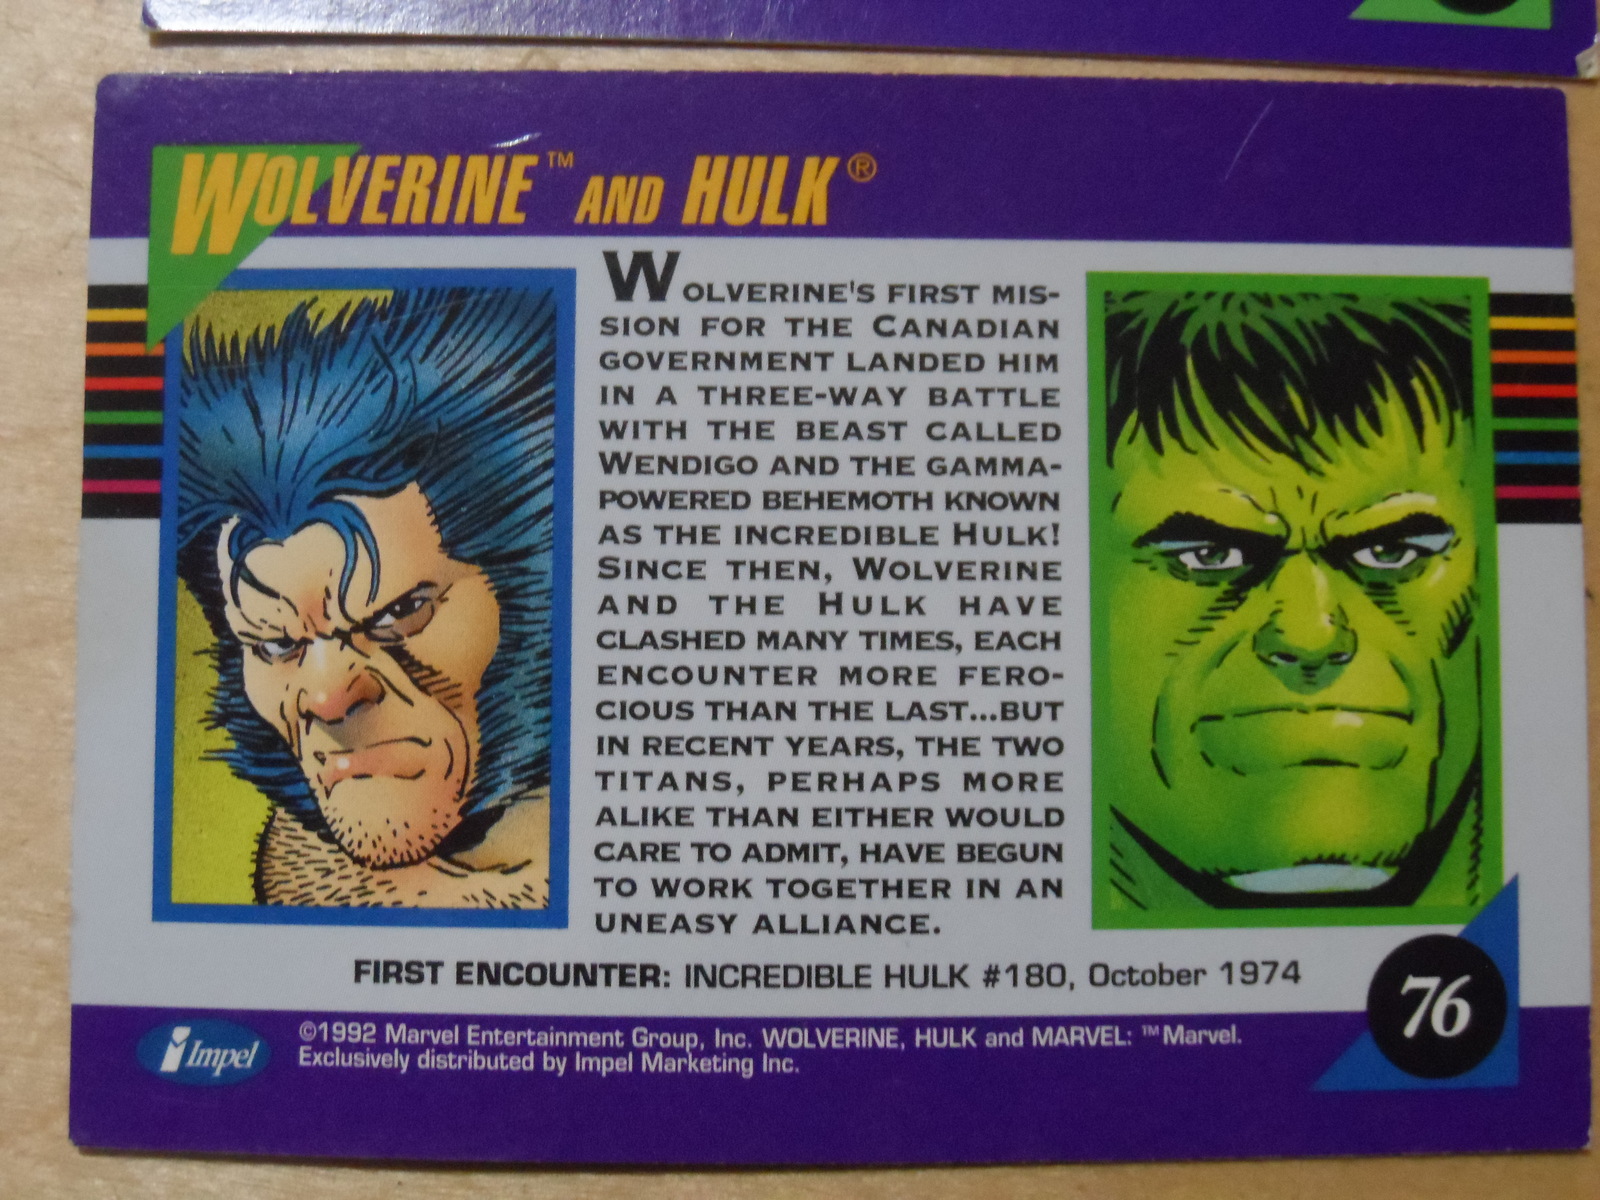 WOLVERINE™ AND HULK®
WOLVERINE'S FIRST MIS-
SION FOR THE CANADIAN
GOVERNMENT LANDED HIM
IN A THREE-WAY BATTLE
WITH THE BEAST CALLED
WENDIGO AND THE GAMMA-
POWERED BEHEMOTH KNOWN
AS THE INCREDIBLE HULK!
SINCE THEN, WOLVERINE
AND THE HULK HAVE
CLASHED MANY TIMES, EACH
ENCOUNTER MORE FERO-
CIOUS THAN THE LAST...BUT
IN RECENT YEARS, THE TWO
TITANS, PERHAPS MORE
ALIKE THAN EITHER WOULD
CARE TO ADMIT, HAVE BEGUN
TO WORK TOGETHER IN AN
UNEASY ALLIANCE.
FIRST ENCOUNTER: INCREDIBLE HULK #180, October 1974
76
Impel
©1992 Marvel Entertainment Group, Inc. WOLVERINE, HULK and MARVEL: ™Marvel.
Exclusively distributed by Impel Marketing Inc.